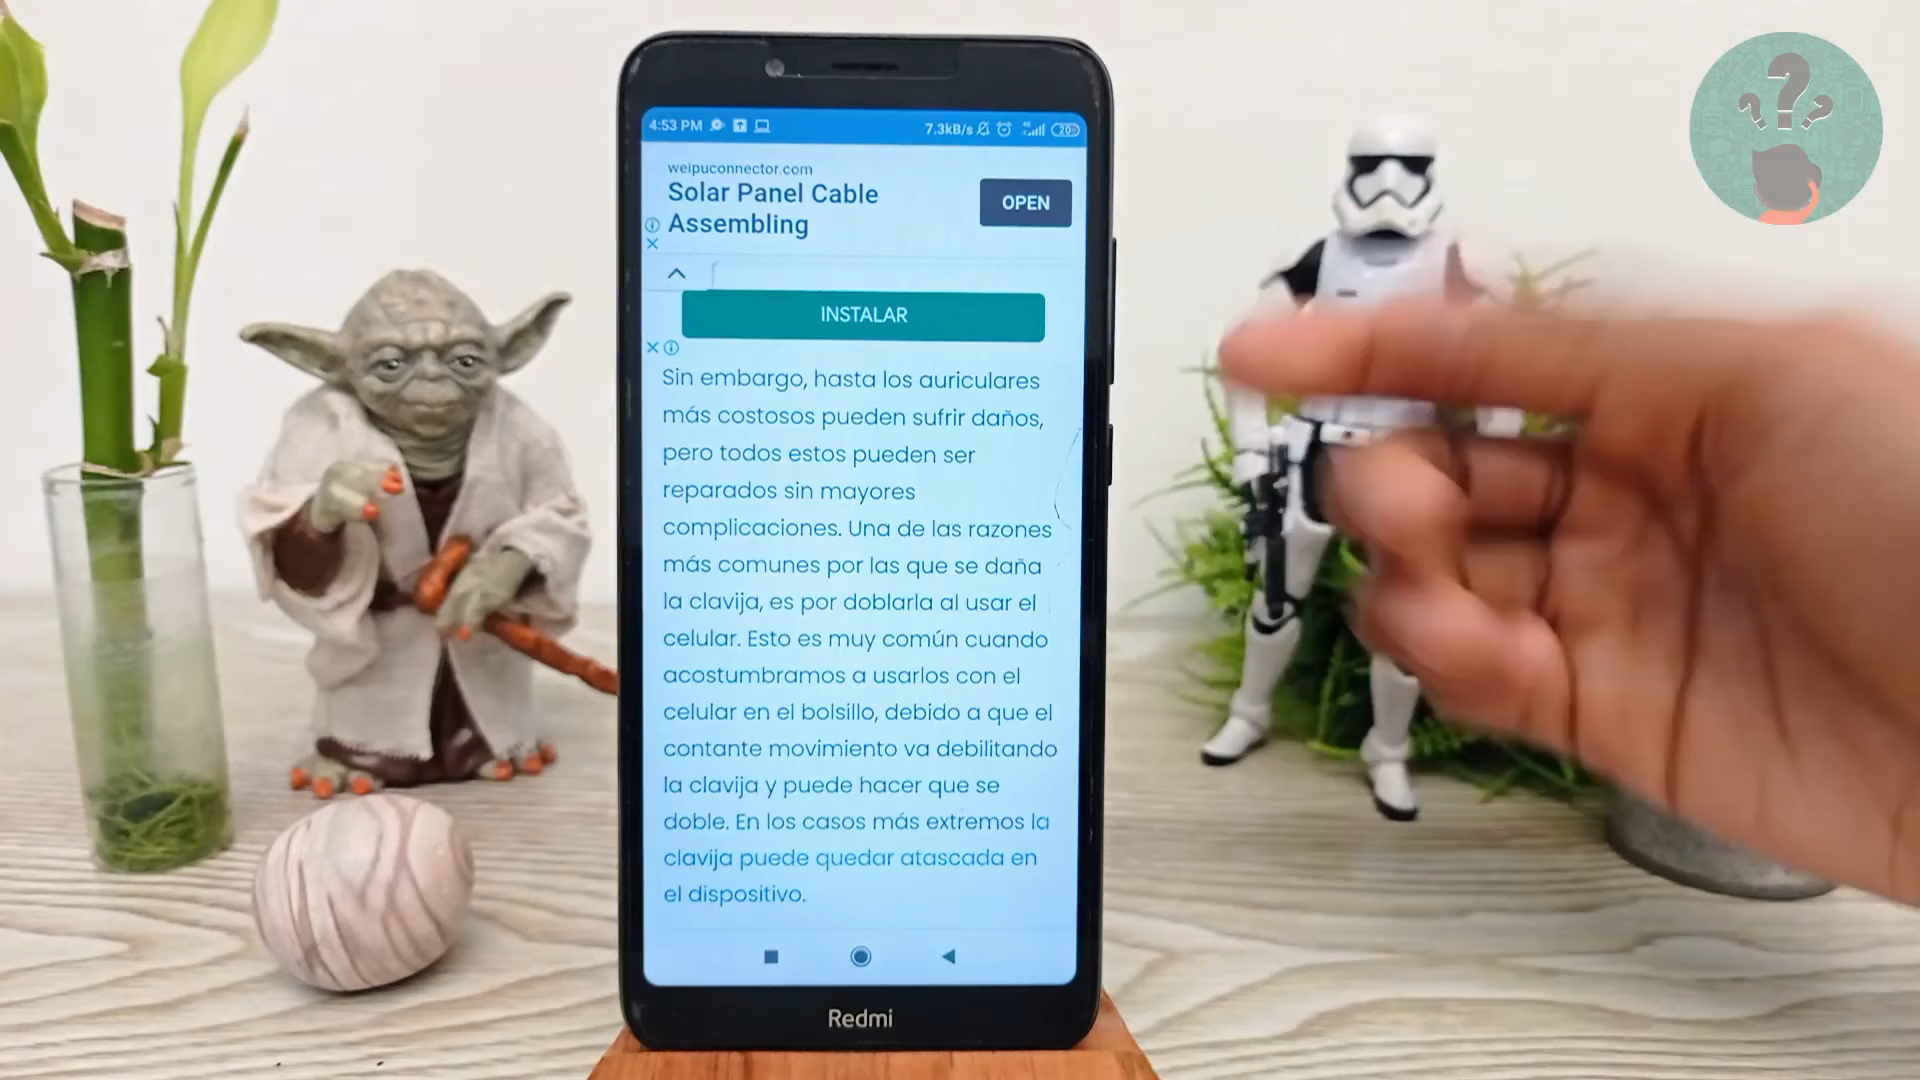 4:53 PM
7.3kB/s
20
weipuconnector.com
Solar Panel Cable
Assembling
OPEN
INSTALAR
Sin embargo, hasta los auriculares
más costosos pueden sufrir daños,
pero todos estos pueden ser
reparados sin mayores
complicaciones. Una de las razones
más comunes por las que se daña
la clavija, es por doblarla al usar el
celular. Esto es muy común cuando
acostumbramos a usarlos con el
celular en el bolsillo, debido a que el
contante movimiento va debilitando
la clavija y puede hacer que se
doble. En los casos más extremos la
clavija puede quedar atascada en
el dispositivo.
Redmi